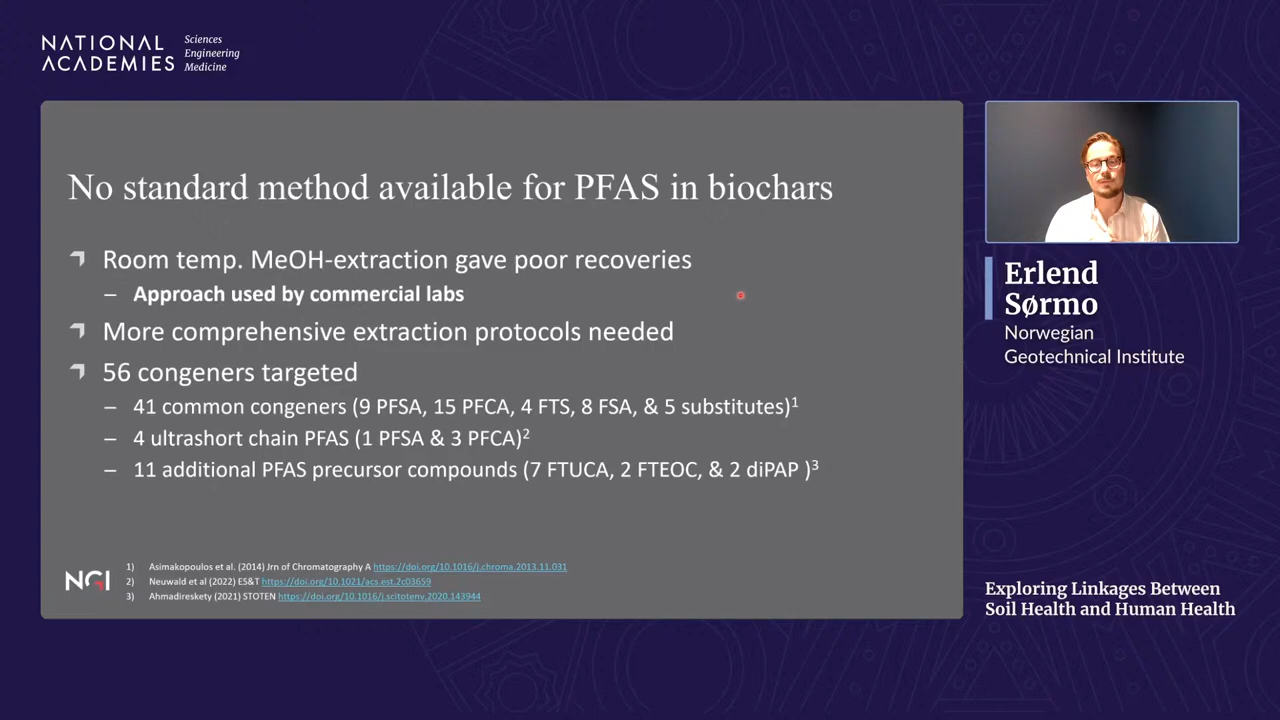 NATIONAL
ACADEMIES
Sciences
Engineering
Medicine
No standard method available for PFAS in biochars
Room temp. MeOH-extraction gave poor recoveries
– Approach used by commercial labs
More comprehensive extraction protocols needed
56 congeners targeted
– 41 common congeners (9 PFSA, 15 PFCA, 4 FTS, 8 FSA, & 5 substitutes)1
– 4 ultrashort chain PFAS (1 PFSA & 3 PFCA)2
– 11 additional PFAS precursor compounds (7 FTUCA, 2 FTEOC, & 2 diPAP )3
NGI
1) Asimakopoulos et al. (2014) Jrn of Chromatography A https://doi.org/10.1016/j.chroma.2013.11.031
2) Neuwald et al (2022) ES&T https://doi.org/10.1021/acs.est.2c03659
3) Ahmadireskety (2021) STOTEN https://doi.org/10.1016/j.scitotenv.2020.143944
Erlend
Sørmo
Norwegian
Geotechnical Institute
Exploring Linkages Between
Soil Health and Human Health